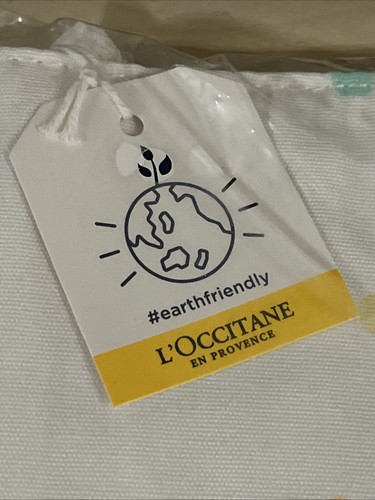 #earthfriendly
L'OCCITANE
EN PROVENCE